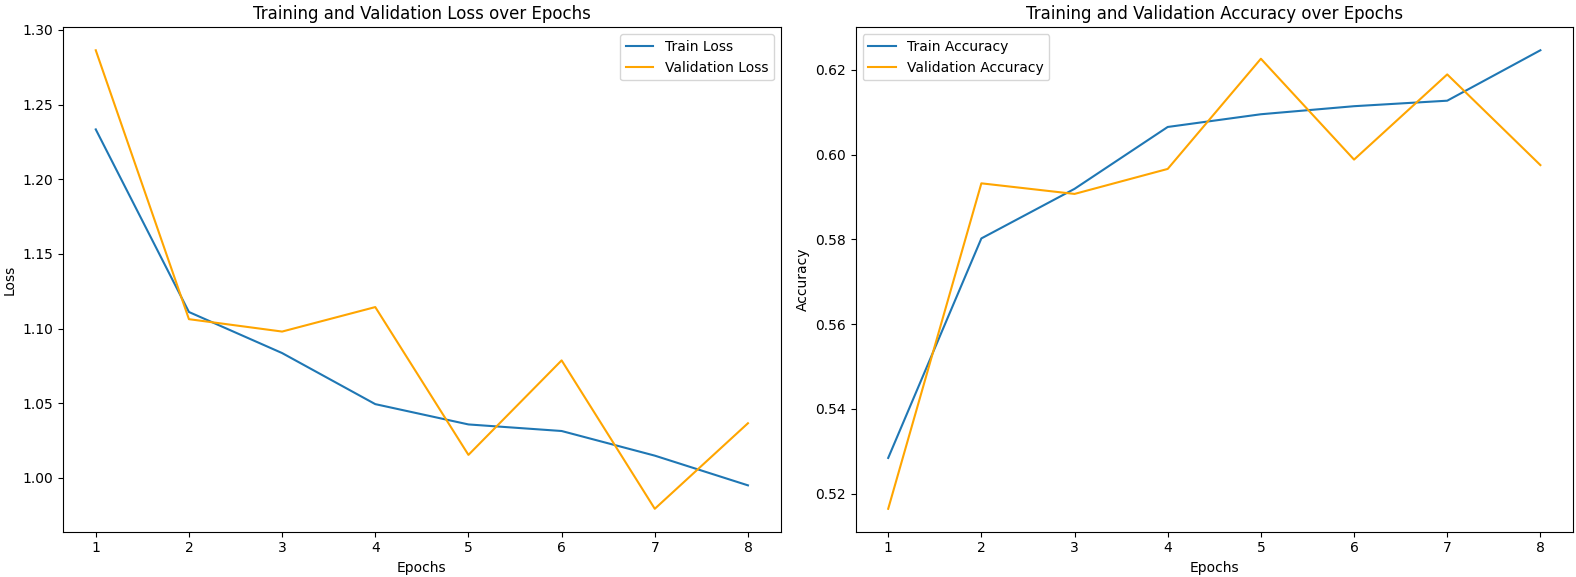 Training and Validation Loss over Epochs
Train Loss
Validation Loss
1.30
1.25
1.20
1.15
1.10
1.05
1.00
Loss
1 2 3 4 5 6 7 8
Epochs
Training and Validation Accuracy over Epochs
Train Accuracy
Validation Accuracy
0.62
0.60
0.58
0.56
0.54
0.52
Accuracy
1 2 3 4 5 6 7 8
Epochs